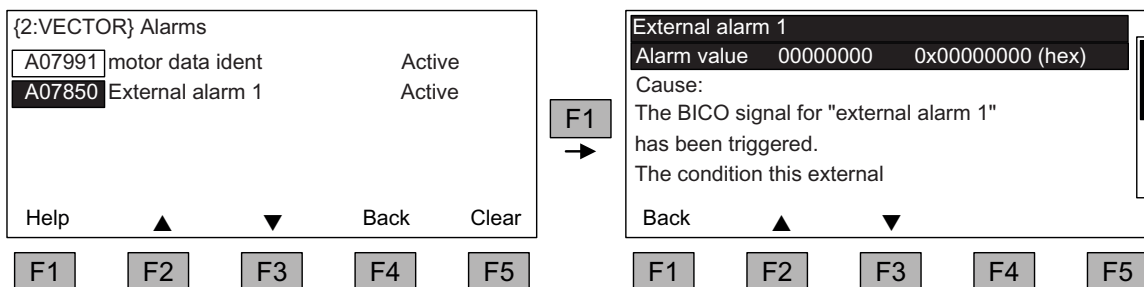 {2:VECTOR} Alarms
A07991 motor data ident Active
A07850 External alarm 1 Active
Help ▲ ▼ Back Clear
F1 F2 F3 F4 F5
F1
External alarm 1
Alarm value 00000000 0x00000000 (hex)
Cause:
The BICO signal for "external alarm 1"
has been triggered.
The condition this external
Back ▲ ▼
F1 F2 F3 F4 F5